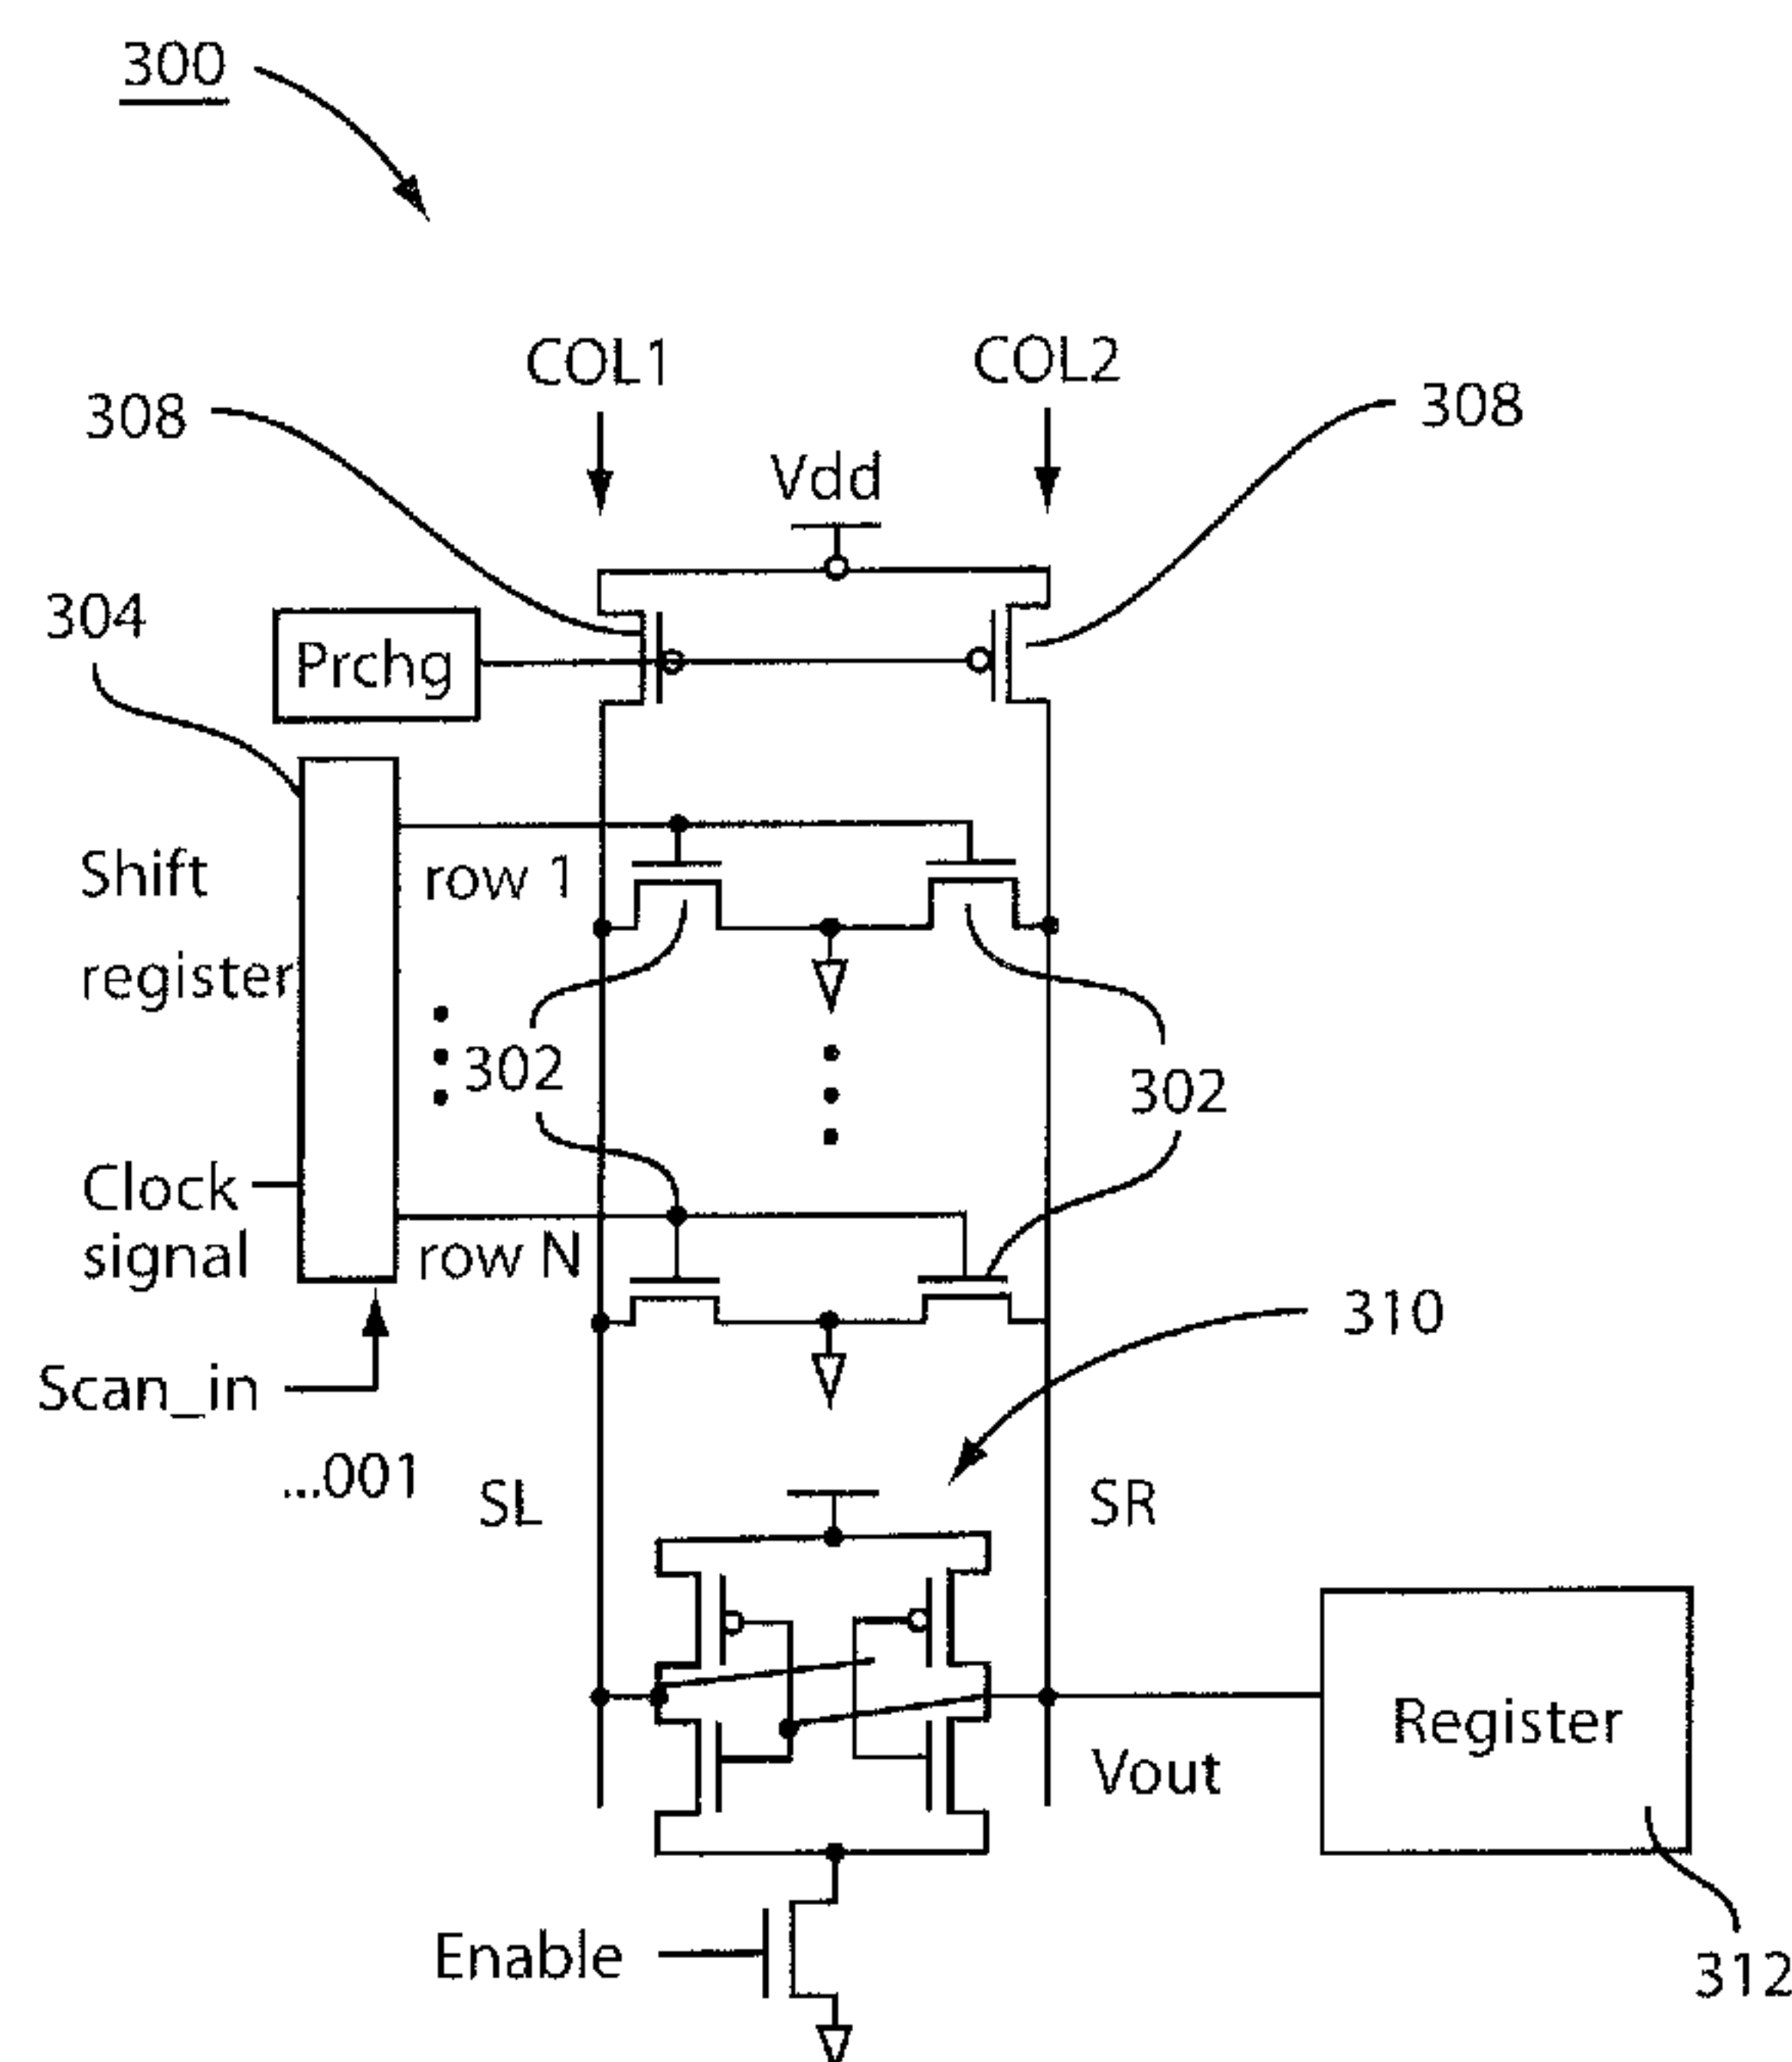 300
COL1
COL2
308
308
Vdd
304
Prchg
Shift
register
row 1
302
302
Clock
signal
row N
310
Scan_in
...001
SL
SR
Register
Vout
Enable
312